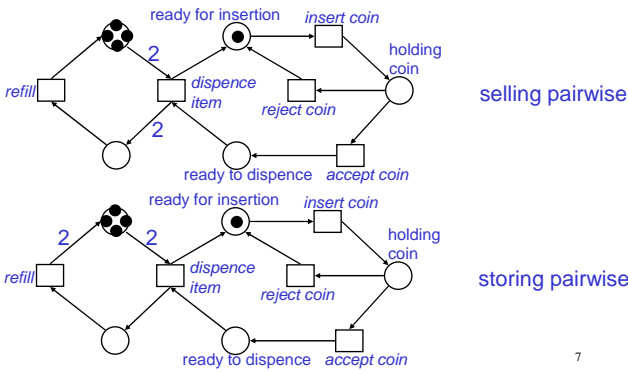 ready for insertion
insert coin
2
holding
coin
refill
dispence
item
reject coin
selling pairwise
2
ready to dispence
accept coin
ready for insertion
insert coin
2
2
holding
coin
refill
dispence
item
reject coin
storing pairwise
ready to dispence
accept coin
7